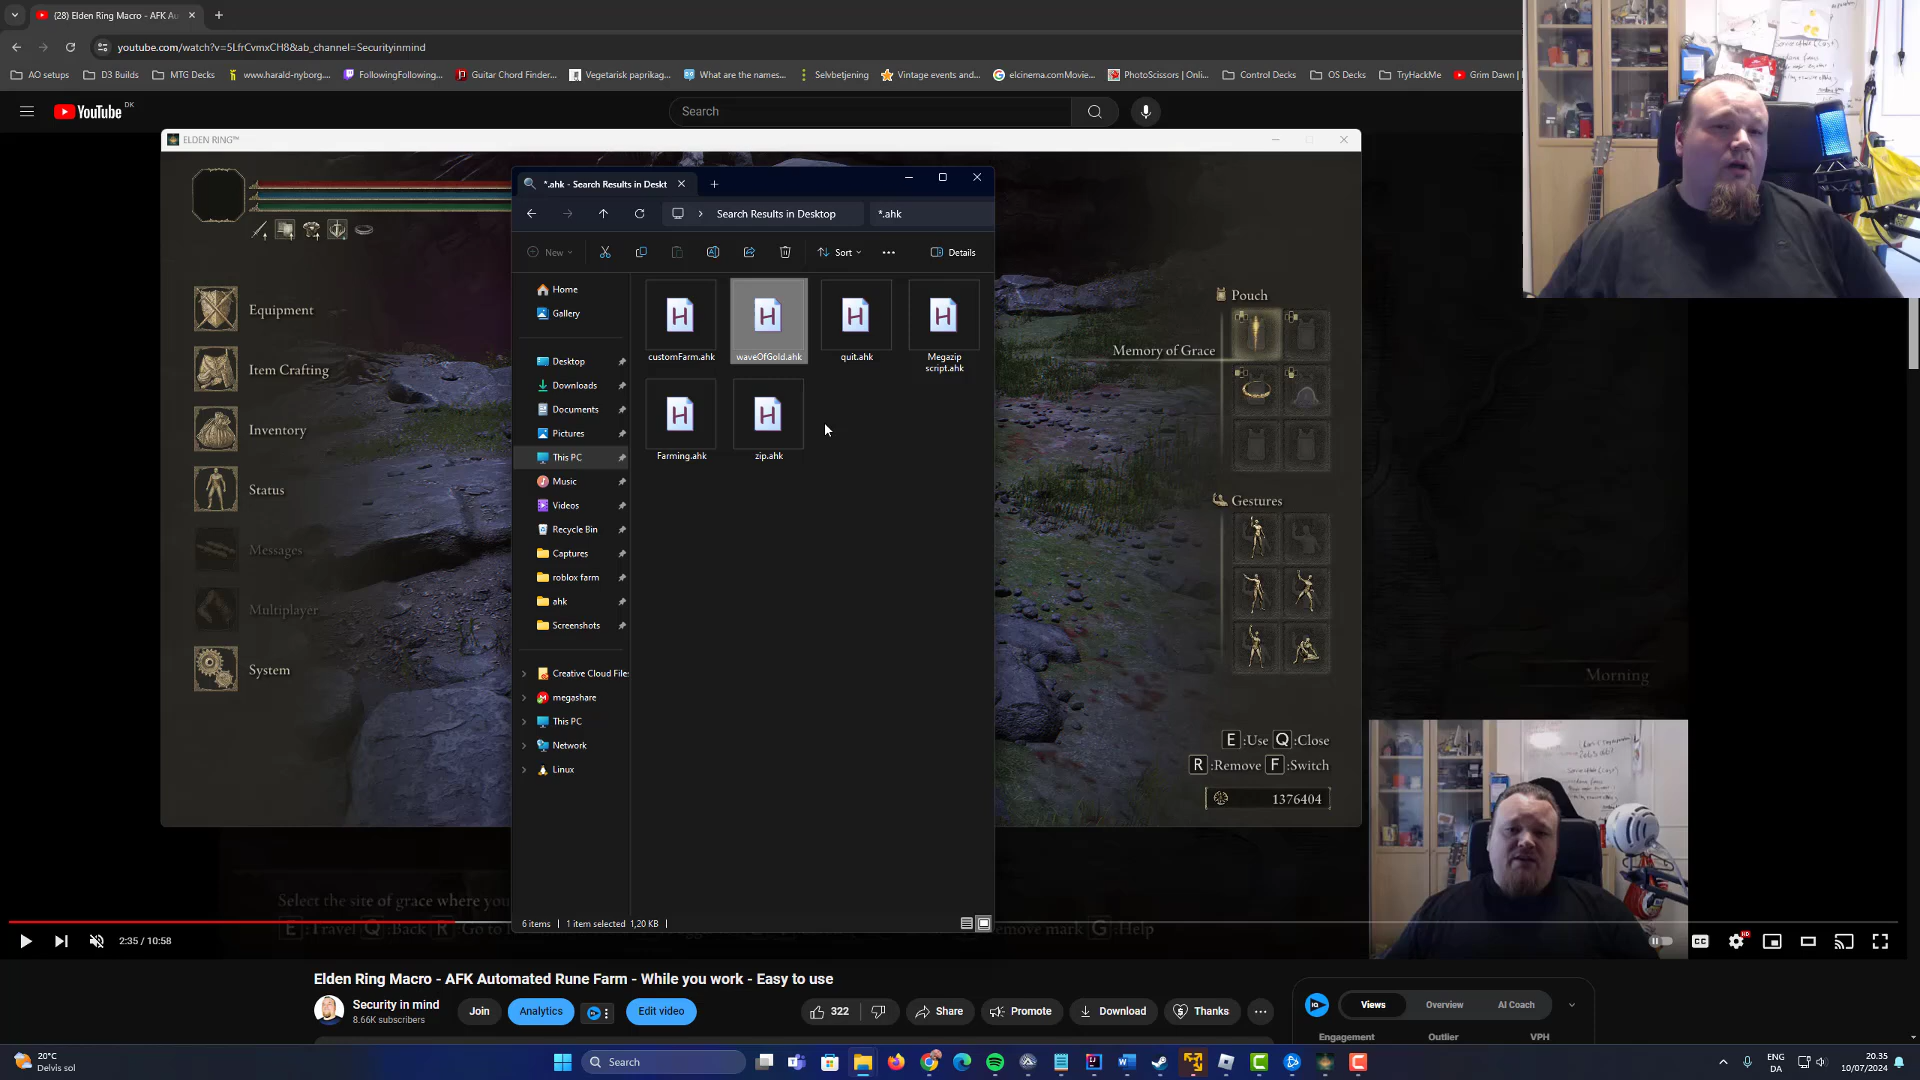 (28) Elden Ring Macro - AFK Au
youtube.com/watch?v=5LfrCvmxCH8&ab_channel=Securityinmind
AO setups
D3 Builds
MTG Decks
www.harald-nyborg....
FollowingFollowing...
Guitar Chord Finder...
Vegetarisk paprikag...
What are the names...
Selvbetjening
Vintage events and...
elcinema.comMovie...
PhotoScissors | Onli...
Control Decks
OS Decks
TryHackMe
Grim Dawn |
YouTube
DK
Search
ELDEN RING™
*.ahk - Search Results in Deskt
Search Results in Desktop
*.ahk
New
Sort
Details
Home
Gallery
Desktop
Downloads
Documents
Pictures
This PC
Music
Videos
Recycle Bin
Captures
roblox farm
ahk
Screenshots
Creative Cloud Files
megashare
This PC
Network
Linux
customFarm.ahk
waveOfGold.ahk
quit.ahk
Megazip
script.ahk
Farming.ahk
zip.ahk
6 items
1 item selected 1,20 KB
Equipment
Item Crafting
Inventory
Status
Messages
Multiplayer
System
Pouch
Memory of Grace
Gestures
E :Use Q :Close
R :Remove F :Switch
1376404
Morning
Select the site of grace where you
E :Travel Q :Back R :Go to
move mark G :Help
2:35 / 10:58
CC
HD
Elden Ring Macro - AFK Automated Rune Farm - While you work - Easy to use
Security in mind
8.66K subscribers
Join
Analytics
Edit video
322
Share
Promote
Download
Thanks
Views
Overview
AI Coach
Engagement
Outlier
VPH
20°C
Delvis sol
Search
ENG
DA
20.35
10/07/2024